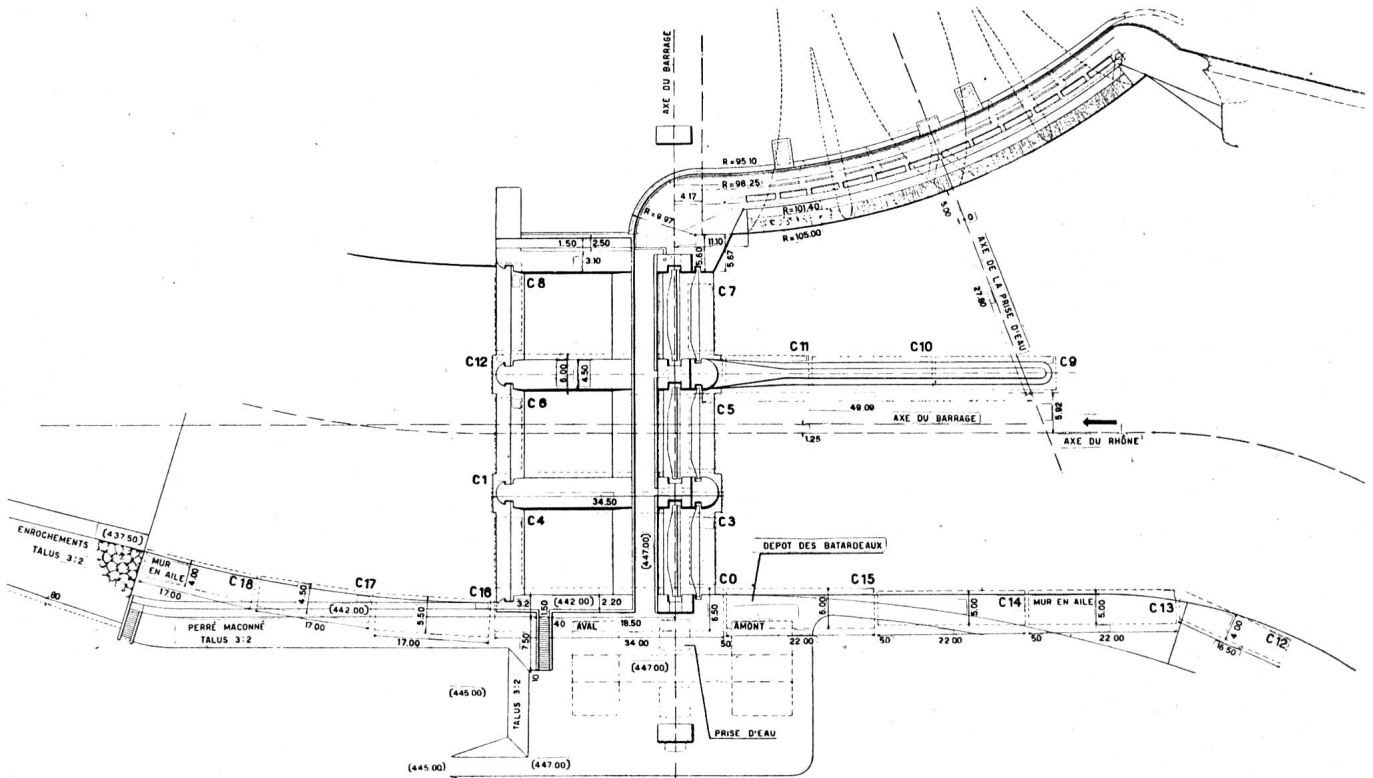 AXE DU BARRAGE
R=95.10
R=98.25
4.17
R=101.40
R=9.97
R=105.00
11.10
5.00
1.50
2.50
3.10
5.60
5.67
AXE DE LA PRISE D'EAU
27.80
C8
C7
C12
C11
C10
C9
6.00
4.50
C6
C5
49.09
5.92
AXE DU BARRAGE
1.25
AXE DU RHÔNE
C1
34.50
C4
C3
ENROCHEMENTS
TALUS 3:2
(437.50)
(447.00)
DEPOT DES BATARDEAUX
MUR
EN AILE
4.00
C18
C17
C16
C0
C15
17.00
4.50
(442.00)
5.50
3.2
1.50
(442.00)
2.20
6.50
6.00
5.00
C14
MUR EN AILE
5.00
C13
80
PERRÉ MACONNÉ
TALUS 3:2
17.00
17.00
7.50
40
AVAL
18.50
AMONT
34.00
50
22.00
50
22.00
50
22.00
4.00
C12
16.50
10
(447.00)
(445.00)
TALUS 3:2
PRISE D'EAU
(445.00)
(447.00)